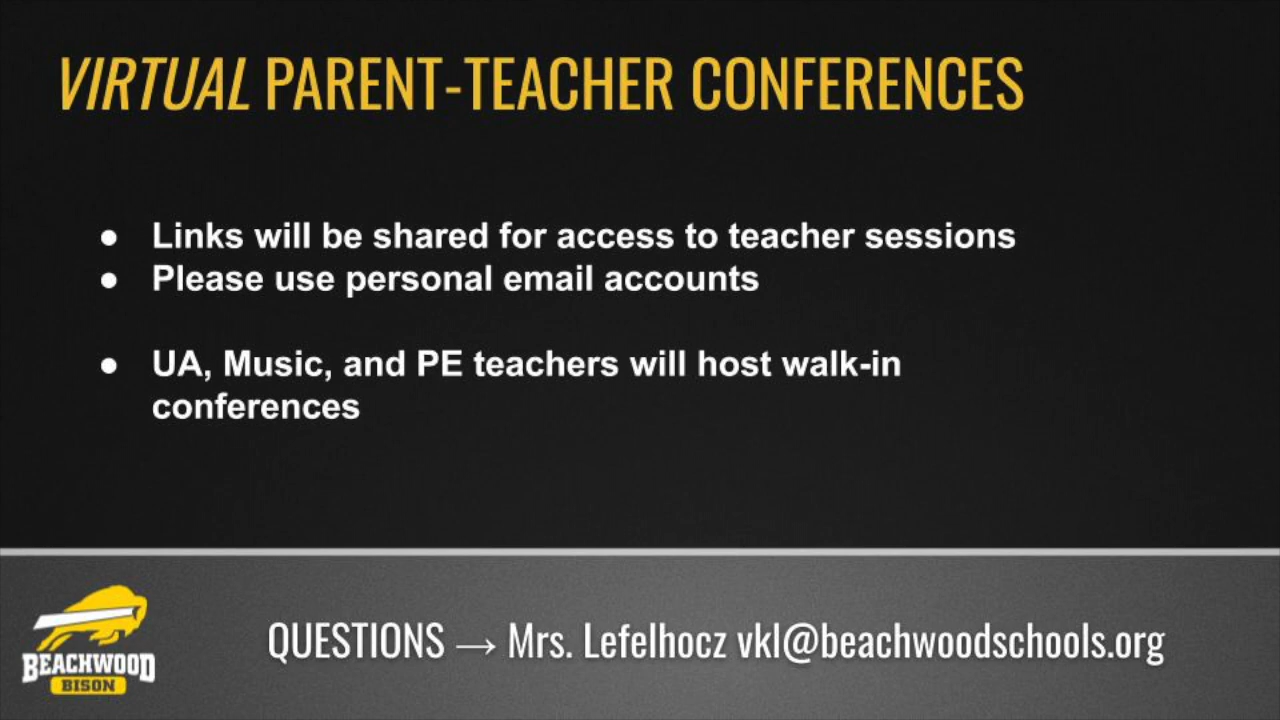 VIRTUAL PARENT-TEACHER CONFERENCES
● Links will be shared for access to teacher sessions
● Please use personal email accounts
● UA, Music, and PE teachers will host walk-in
conferences
BEACHWOOD
BISON
QUESTIONS → Mrs. Lefelhocz vkl@beachwoodschools.org